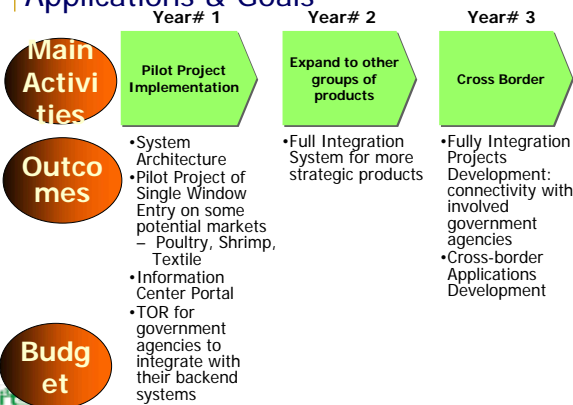 Applications & Goals
Year# 1
Year# 2
Year# 3
Main
Activi
ties
Pilot Project
Implementation
Expand to other
groups of
products
Cross Border
Outco
mes
•System
Architecture
•Pilot Project of
Single Window
Entry on some
potential markets
– Poultry, Shrimp,
Textile
•Information
Center Portal
•TOR for
government
agencies to
integrate with
their backend
systems
•Full Integration
System for more
strategic products
•Fully Integration
Projects
Development:
connectivity with
involved
government
agencies
•Cross-border
Applications
Development
Budg
et